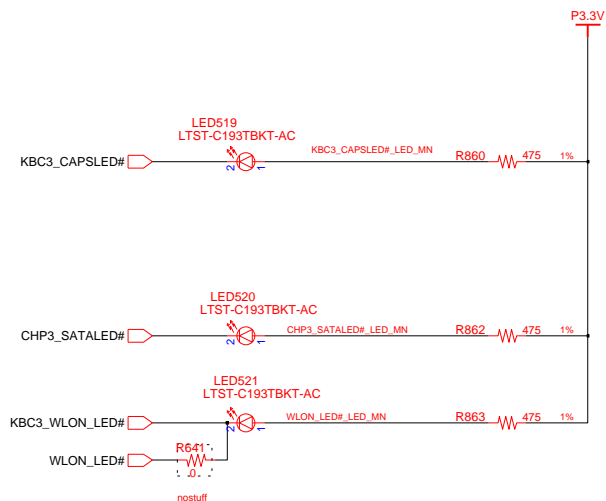 P3.3V
LED519
LTST-C193TBKT-AC
KBC3_CAPSLED#
2
1
KBC3_CAPSLED#_LED_MN
R860
475
1%
LED520
LTST-C193TBKT-AC
CHP3_SATALED#
2
1
CHP3_SATALED#_LED_MN
R862
475
1%
LED521
LTST-C193TBKT-AC
KBC3_WLON_LED#
2
1
WLON_LED#_LED_MN
R863
475
1%
R641
WLON_LED#
0
nostuff